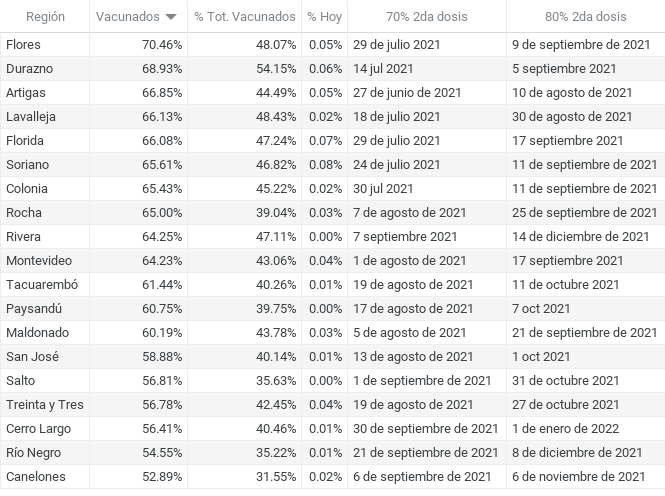 Región Vacunados % Tot. Vacunados % Hoy 70% 2da dosis 80% 2da dosis
Flores 70.46% 48.07% 0.05% 29 de julio 2021 9 de septiembre de 2021
Durazno 68.93% 54.15% 0.06% 14 jul 2021 5 septiembre 2021
Artigas 66.85% 44.49% 0.05% 27 de junio de 2021 10 de agosto de 2021
Lavalleja 66.13% 48.43% 0.02% 18 de julio 2021 30 de agosto de 2021
Florida 66.08% 47.24% 0.07% 29 de julio 2021 17 septiembre 2021
Soriano 65.61% 46.82% 0.08% 24 de julio 2021 11 de septiembre de 2021
Colonia 65.43% 45.22% 0.02% 30 jul 2021 11 de septiembre de 2021
Rocha 65.00% 39.04% 0.03% 7 de agosto de 2021 25 de septiembre de 2021
Rivera 64.25% 47.11% 0.00% 7 septiembre 2021 14 de diciembre de 2021
Montevideo 64.23% 43.06% 0.04% 1 de agosto de 2021 17 septiembre 2021
Tacuarembó 61.44% 40.26% 0.01% 19 de agosto de 2021 11 de octubre 2021
Paysandú 60.75% 39.75% 0.00% 17 de agosto de 2021 7 oct 2021
Maldonado 60.19% 43.78% 0.03% 5 de agosto de 2021 21 de septiembre de 2021
San José 58.88% 40.14% 0.01% 13 de agosto de 2021 1 oct 2021
Salto 56.81% 35.63% 0.00% 1 de septiembre de 2021 31 de octubre 2021
Treinta y Tres 56.78% 42.45% 0.04% 19 de agosto de 2021 27 de octubre 2021
Cerro Largo 56.41% 40.46% 0.01% 30 de septiembre de 2021 1 de enero de 2022
Río Negro 54.55% 35.22% 0.01% 21 de septiembre de 2021 8 de diciembre de 2021
Canelones 52.89% 31.55% 0.02% 6 de septiembre de 2021 6 de noviembre de 2021